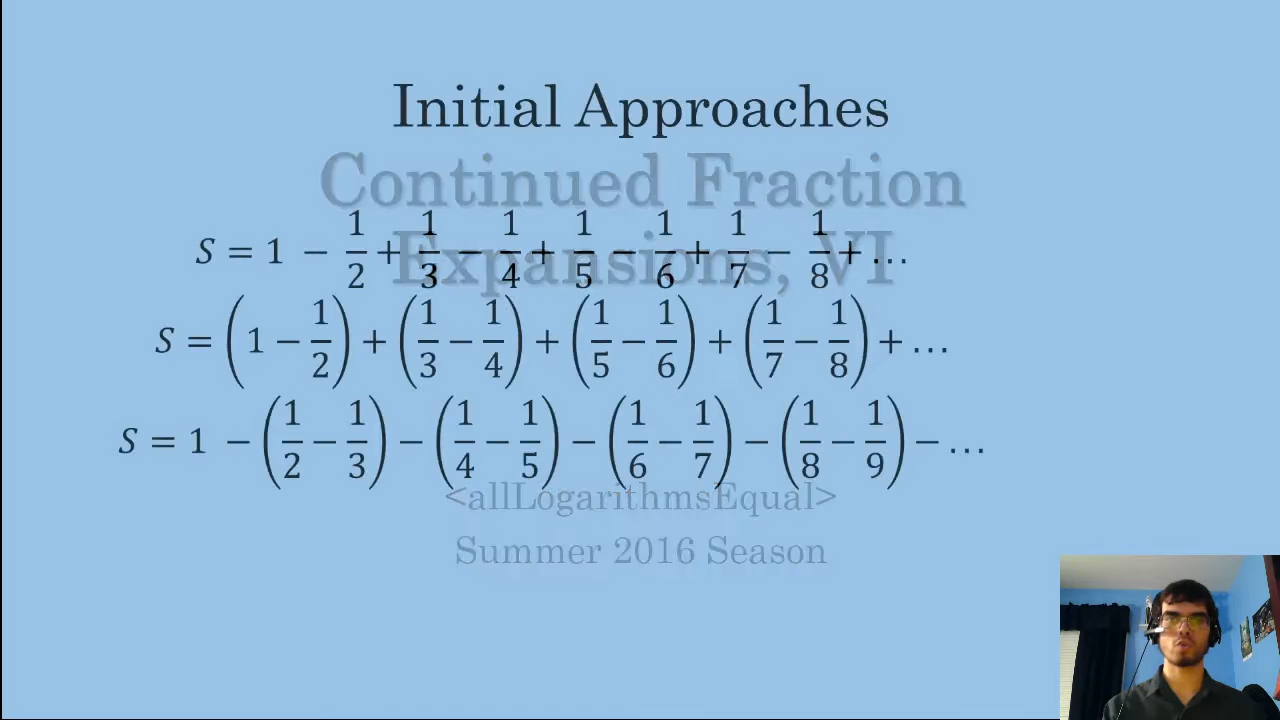 Initial Approaches
Continued Fraction
Expansions, VI
S = 1 − 1/2 + 1/3 − 1/4 + 1/5 − 1/6 + 1/7 − 1/8 + …
S = (1 − 1/2) + (1/3 − 1/4) + (1/5 − 1/6) + (1/7 − 1/8) + …
S = 1 − (1/2 − 1/3) − (1/4 − 1/5) − (1/6 − 1/7) − (1/8 − 1/9) − …
<allLogarithmsEqual>
Summer 2016 Season